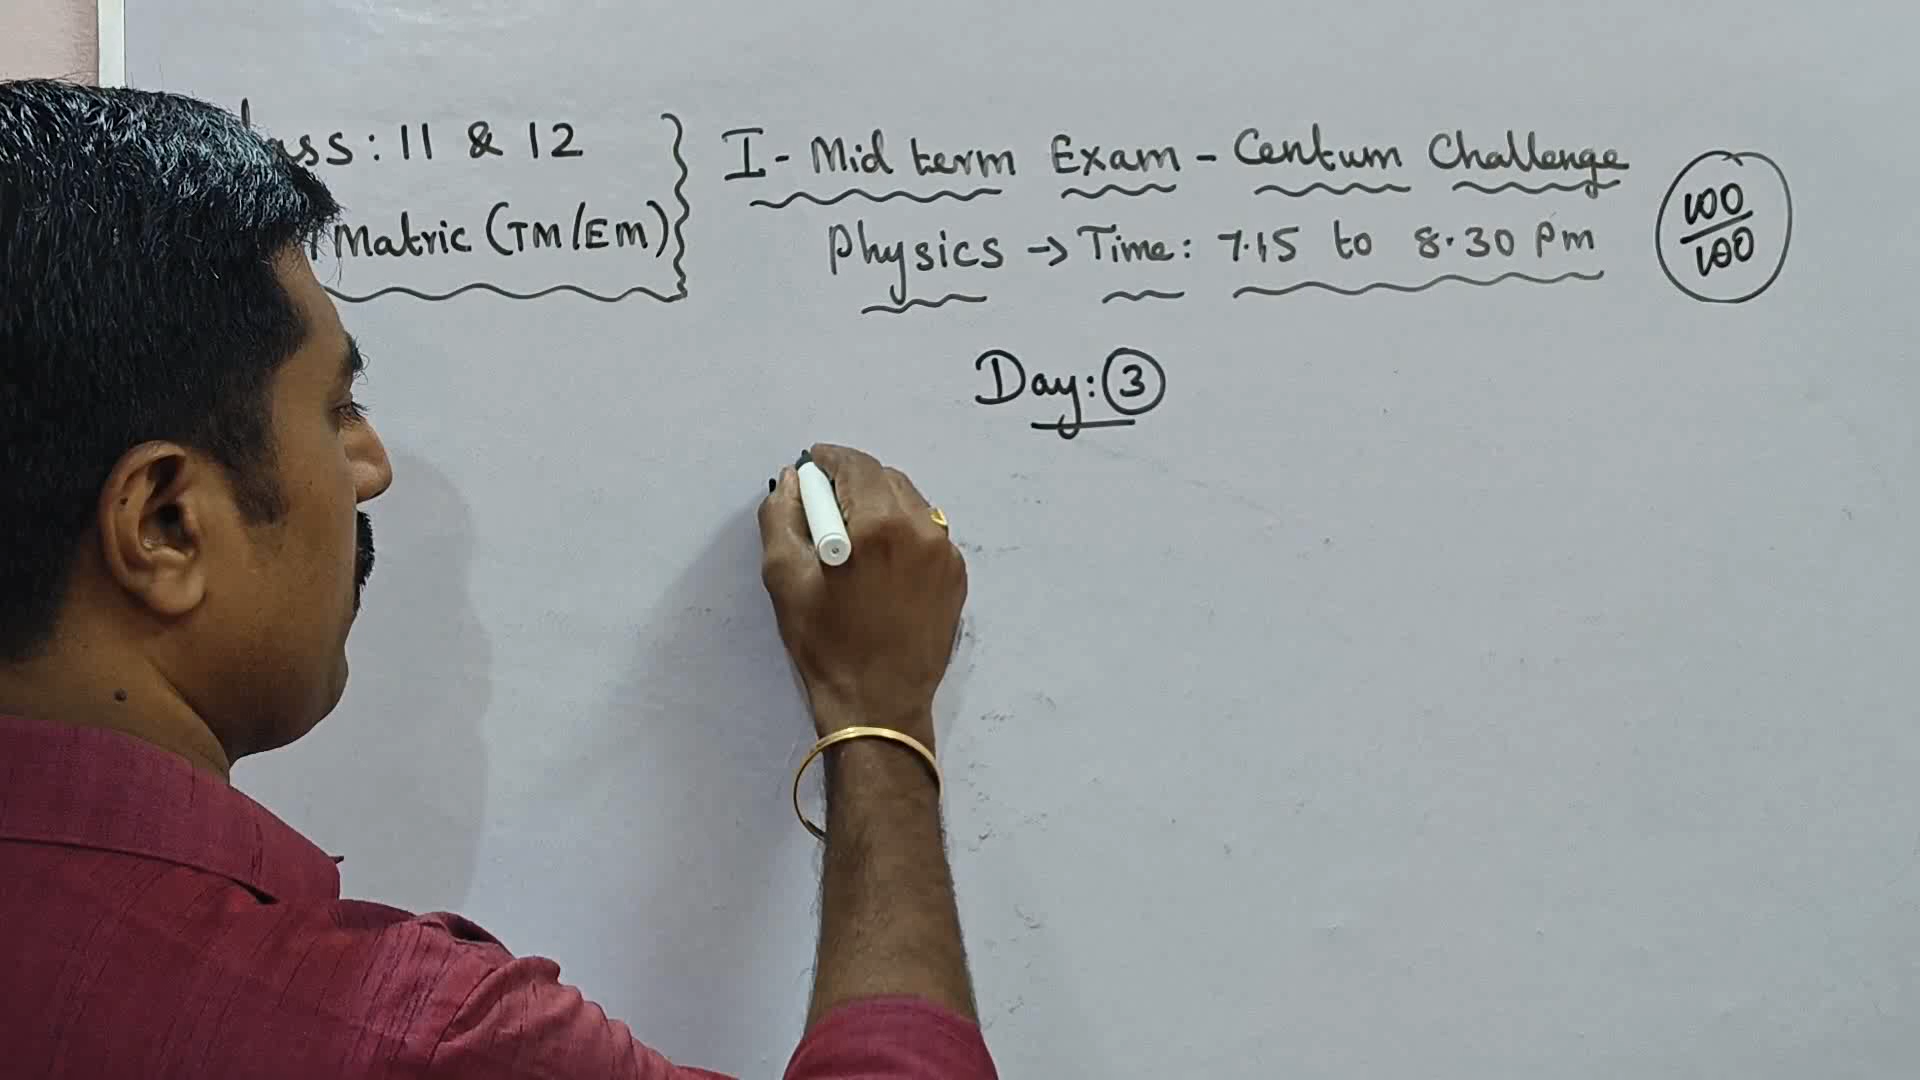 ass: 11 & 12
Matric (TM/EM)
I - Mid term Exam - Centum Challenge
Physics → Time: 7.15 to 8.30 Pm
100/100
Day: 3